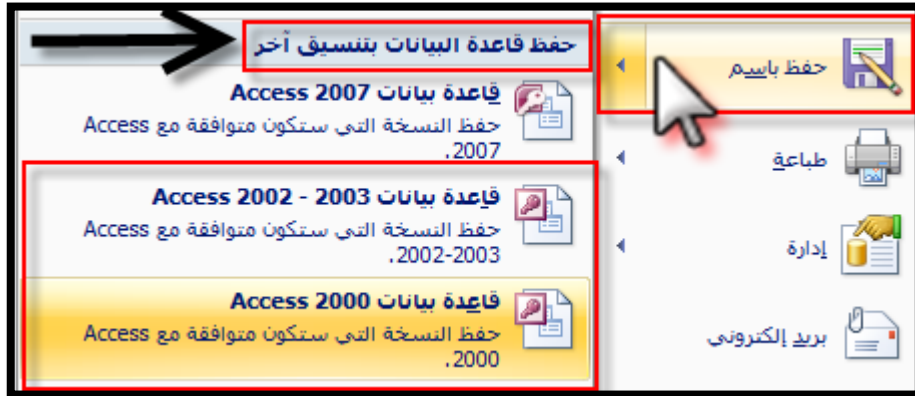 حفظ باسم
طباعة
إدارة
بريد إلكتروني
حفظ قاعدة البيانات بتنسيق آخر
قاعدة بيانات Access 2007
حفظ النسخة التي ستكون متوافقة مع Access
2007.
قاعدة بيانات Access 2002 - 2003
حفظ النسخة التي ستكون متوافقة مع Access
2002-2003.
قاعدة بيانات Access 2000
حفظ النسخة التي ستكون متوافقة مع Access
2000.